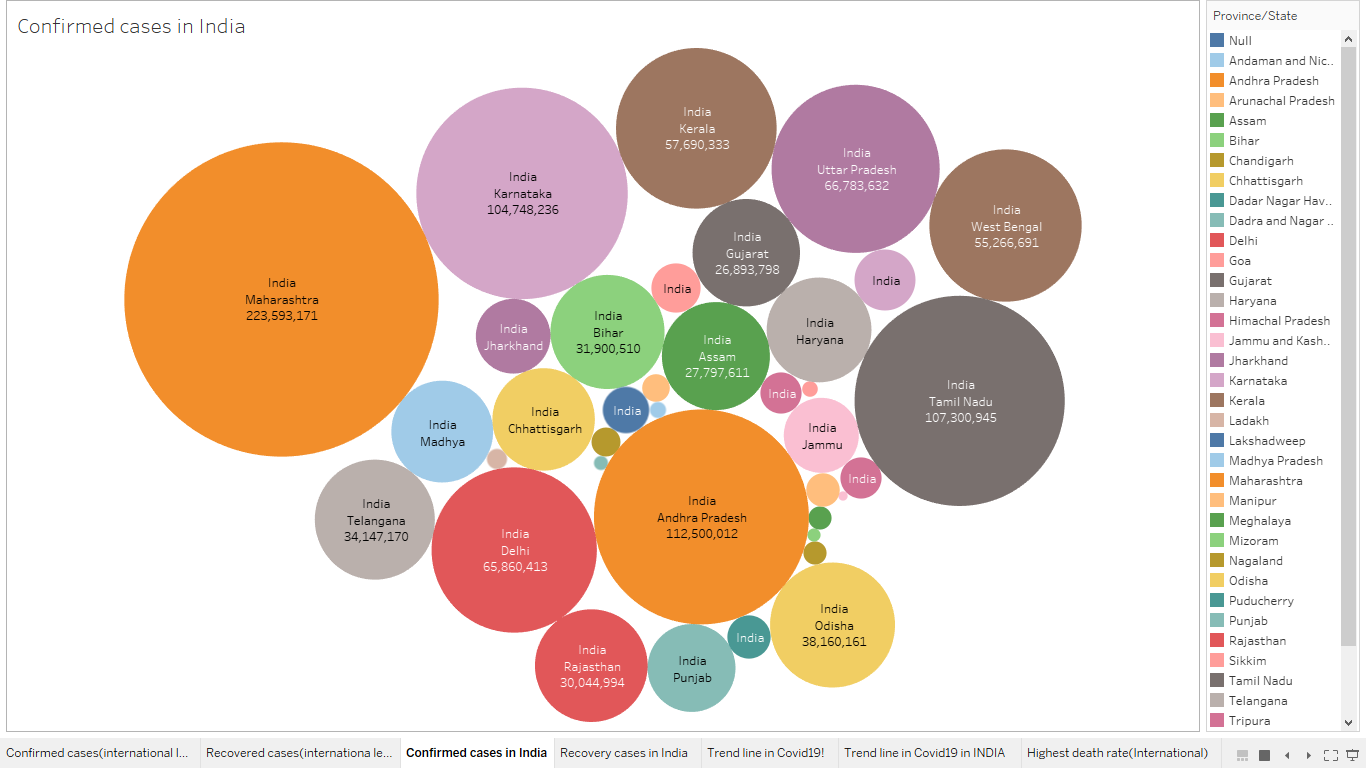 Confirmed cases in India
India
Kerala
57,690,333
India
Uttar Pradesh
66,783,632
India
Karnataka
104,748,236
India
West Bengal
55,266,691
India
Gujarat
26,893,798
India
Maharashtra
223,593,171
India
India
India
Jharkhand
India
Bihar
31,900,510
India
Assam
27,797,611
India
Haryana
India
Tamil Nadu
107,300,945
India
India
India
Chhattisgarh
India
Madhya
India
Jammu
India
India
Telangana
34,147,170
India
Andhra Pradesh
112,500,012
India
Delhi
65,860,413
India
Odisha
38,160,161
India
India
Rajasthan
30,044,994
India
Punjab
Province/State
Null
Andaman and Nic..
Andhra Pradesh
Arunachal Pradesh
Assam
Bihar
Chandigarh
Chhattisgarh
Dadar Nagar Hav..
Dadra and Nagar ..
Delhi
Goa
Gujarat
Haryana
Himachal Pradesh
Jammu and Kash..
Jharkhand
Karnataka
Kerala
Ladakh
Lakshadweep
Madhya Pradesh
Maharashtra
Manipur
Meghalaya
Mizoram
Nagaland
Odisha
Puducherry
Punjab
Rajasthan
Sikkim
Tamil Nadu
Telangana
Tripura
Confirmed cases(international l... Recovered cases(internationa le... Confirmed cases in India Recovery cases in India Trend line in Covid19! Trend line in Covid19 in INDIA Highest death rate(International)